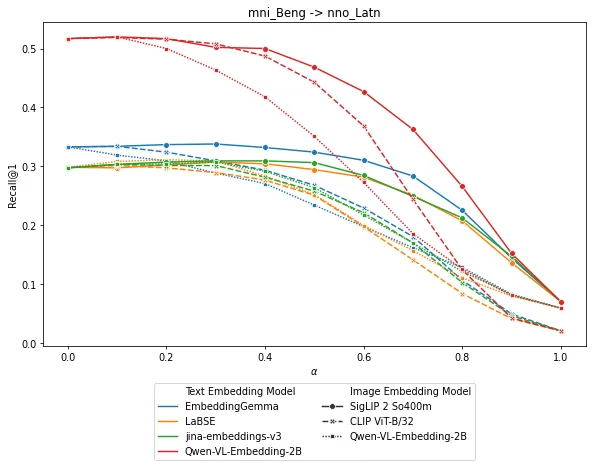 mni_Beng -> nno_Latn
Recall@1
0.5
0.4
0.3
0.2
0.1
0.0
0.0 0.2 0.4 0.6 0.8 1.0
α
Text Embedding Model
EmbeddingGemma
LaBSE
jina-embeddings-v3
Qwen-VL-Embedding-2B
Image Embedding Model
SigLIP 2 So400m
CLIP ViT-B/32
Qwen-VL-Embedding-2B